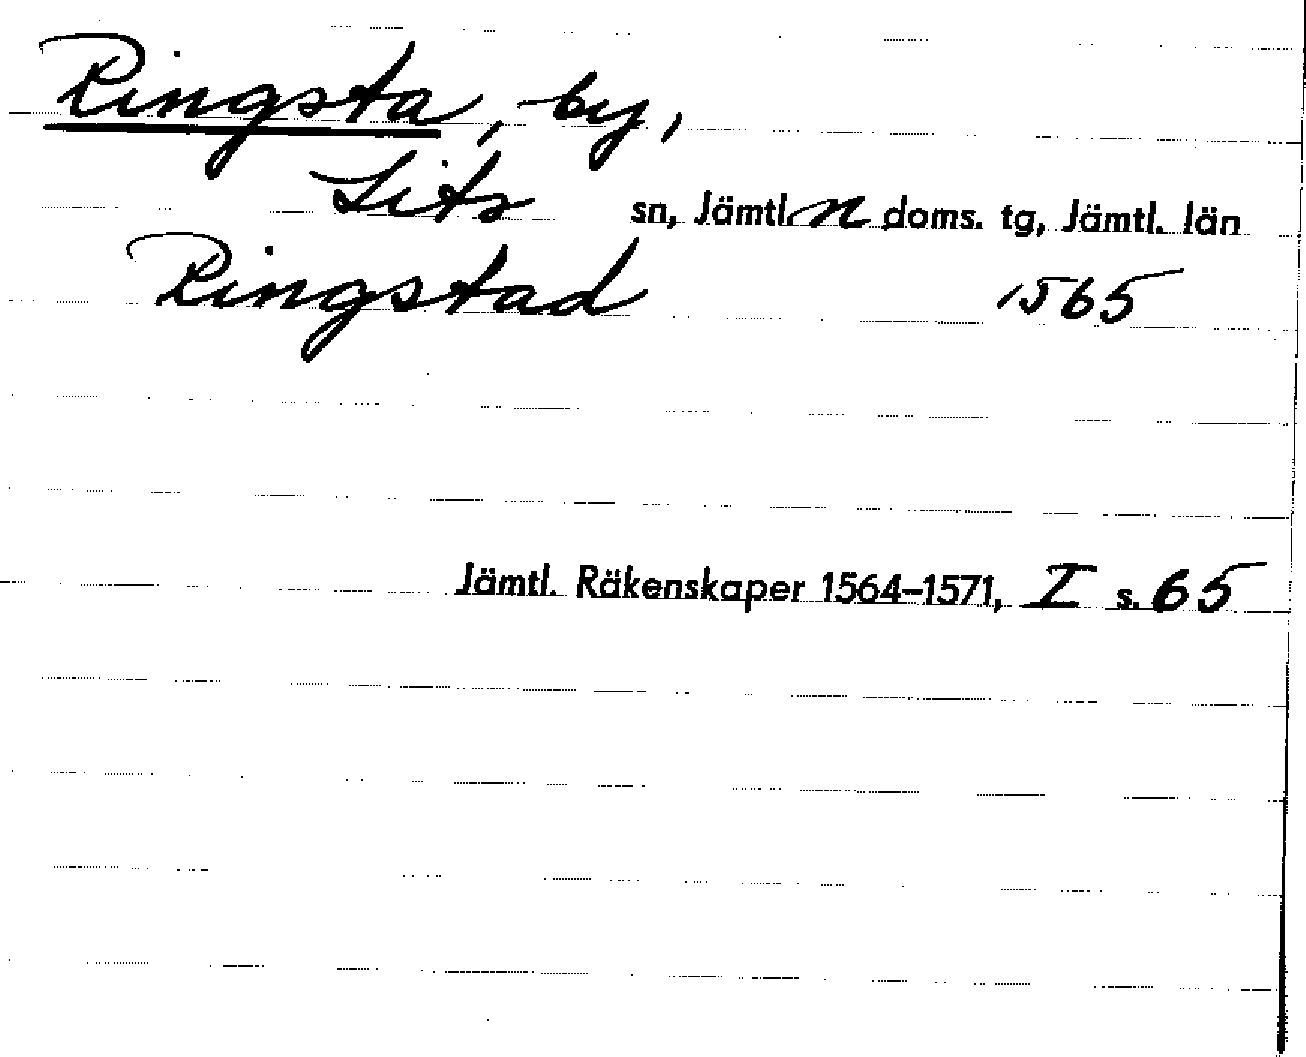 Ringsta, by,
Lits sn, Jämtl. n doms. tg, Jämtl. län
Ringstad 1565
Jämtl. Räkenskaper 1564–1571, I s. 65